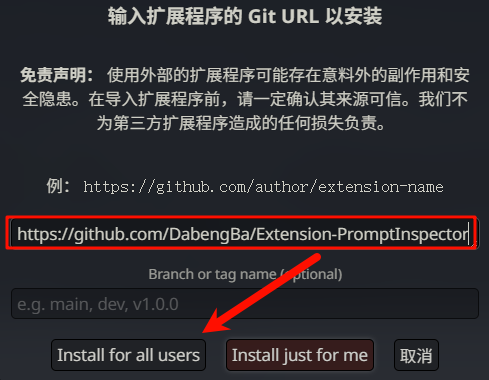 输入扩展程序的 Git URL 以安装
免责声明： 使用外部的扩展程序可能存在意料外的副作用和安
全隐患。在导入扩展程序前，请一定确认其来源可信。我们不
为第三方扩展程序造成的任何损失负责。
例： https://github.com/author/extension-name
https://github.com/DabengBa/Extension-PromptInspector
Branch or tag name (optional)
e.g. main, dev, v1.0.0
Install for all users Install just for me 取消